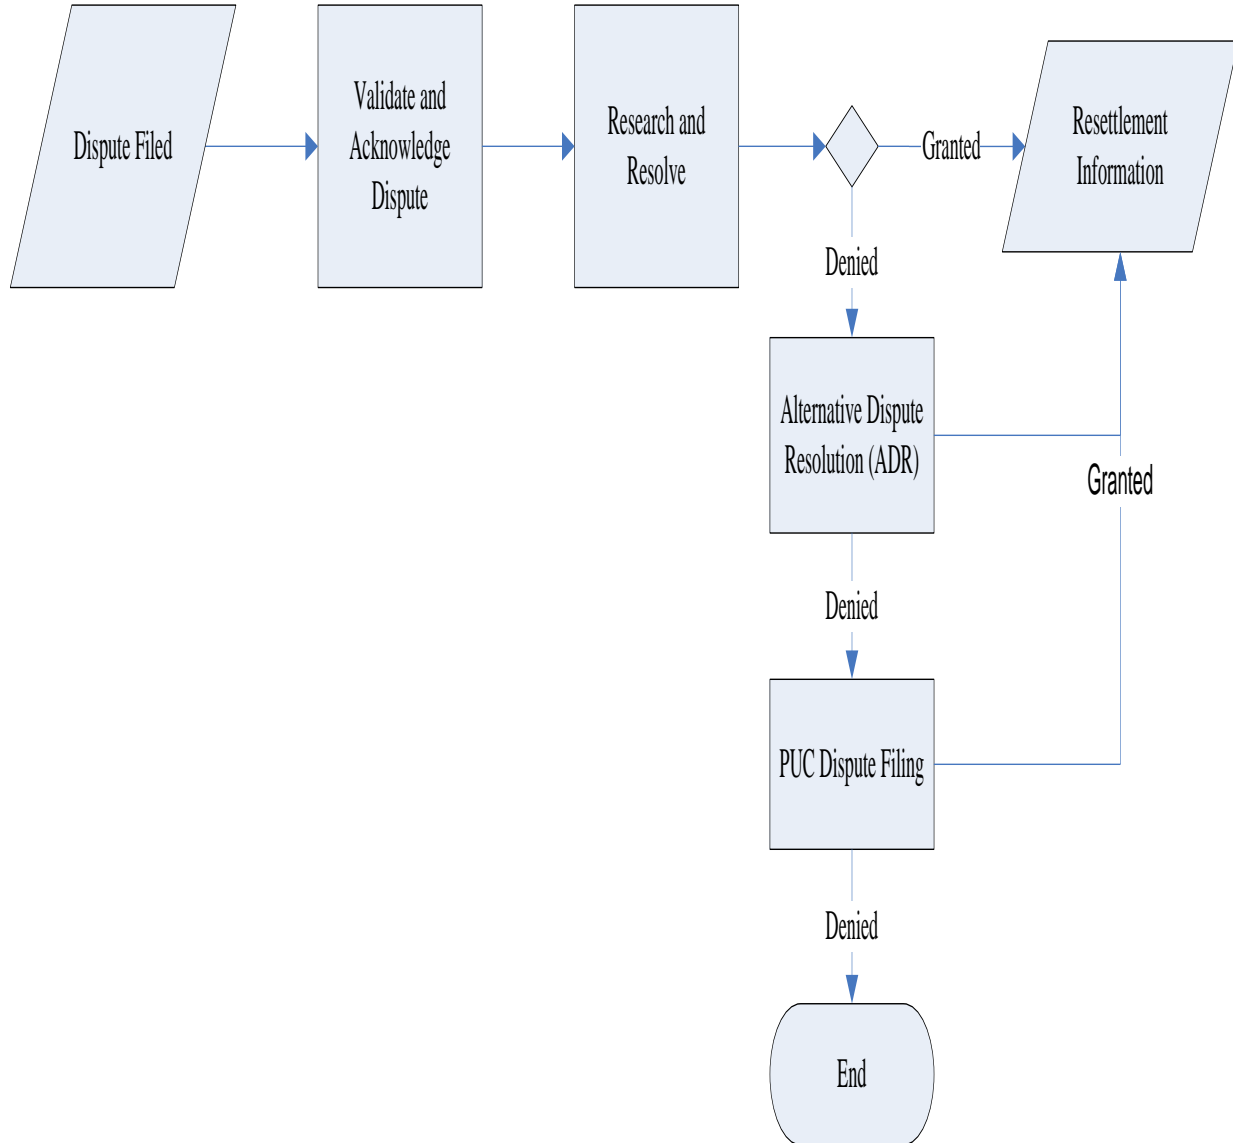 Dispute Filed
Validate and
Acknowledge
Dispute
Research and
Resolve
Granted
Resettlement
Information
Denied
Alternative Dispute
Resolution (ADR)
Granted
Denied
PUC Dispute Filing
Denied
End